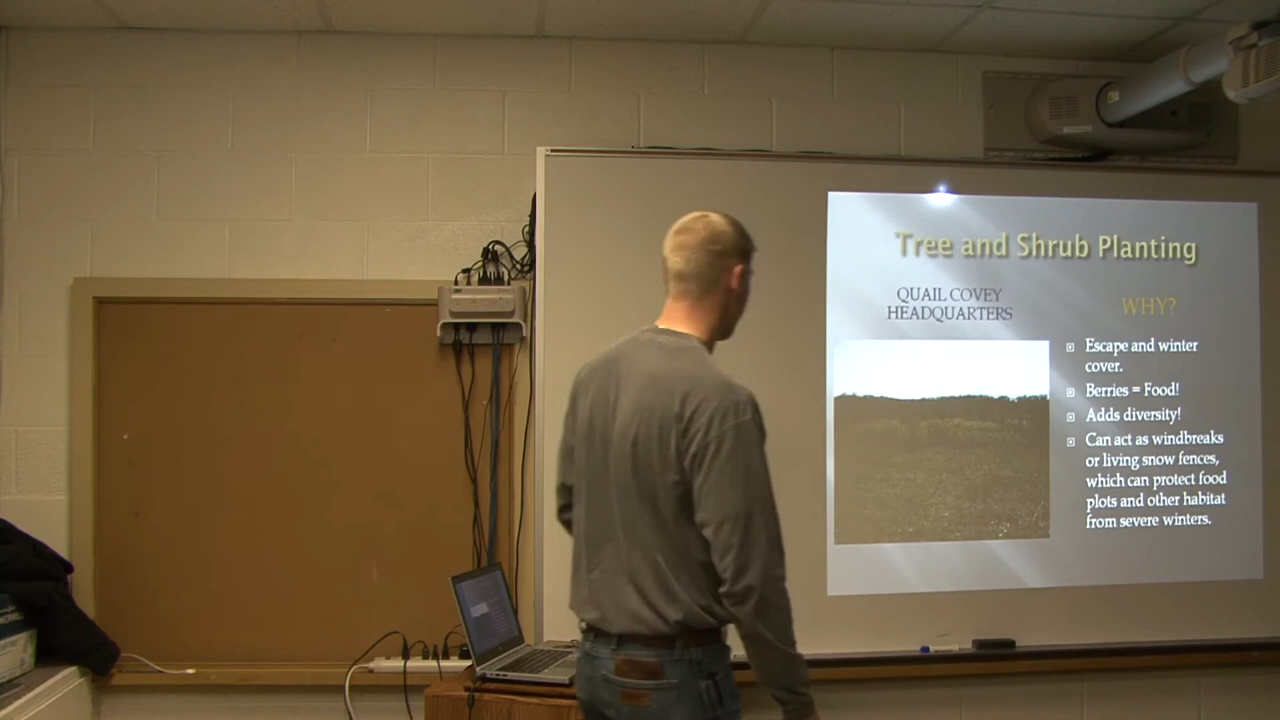 Tree and Shrub Planting
QUAIL COVEY
HEADQUARTERS
WHY?
Escape and winter
cover.
Berries = Food!
Adds diversity!
Can act as windbreaks
or living snow fences,
which can protect food
plots and other habitat
from severe winters.